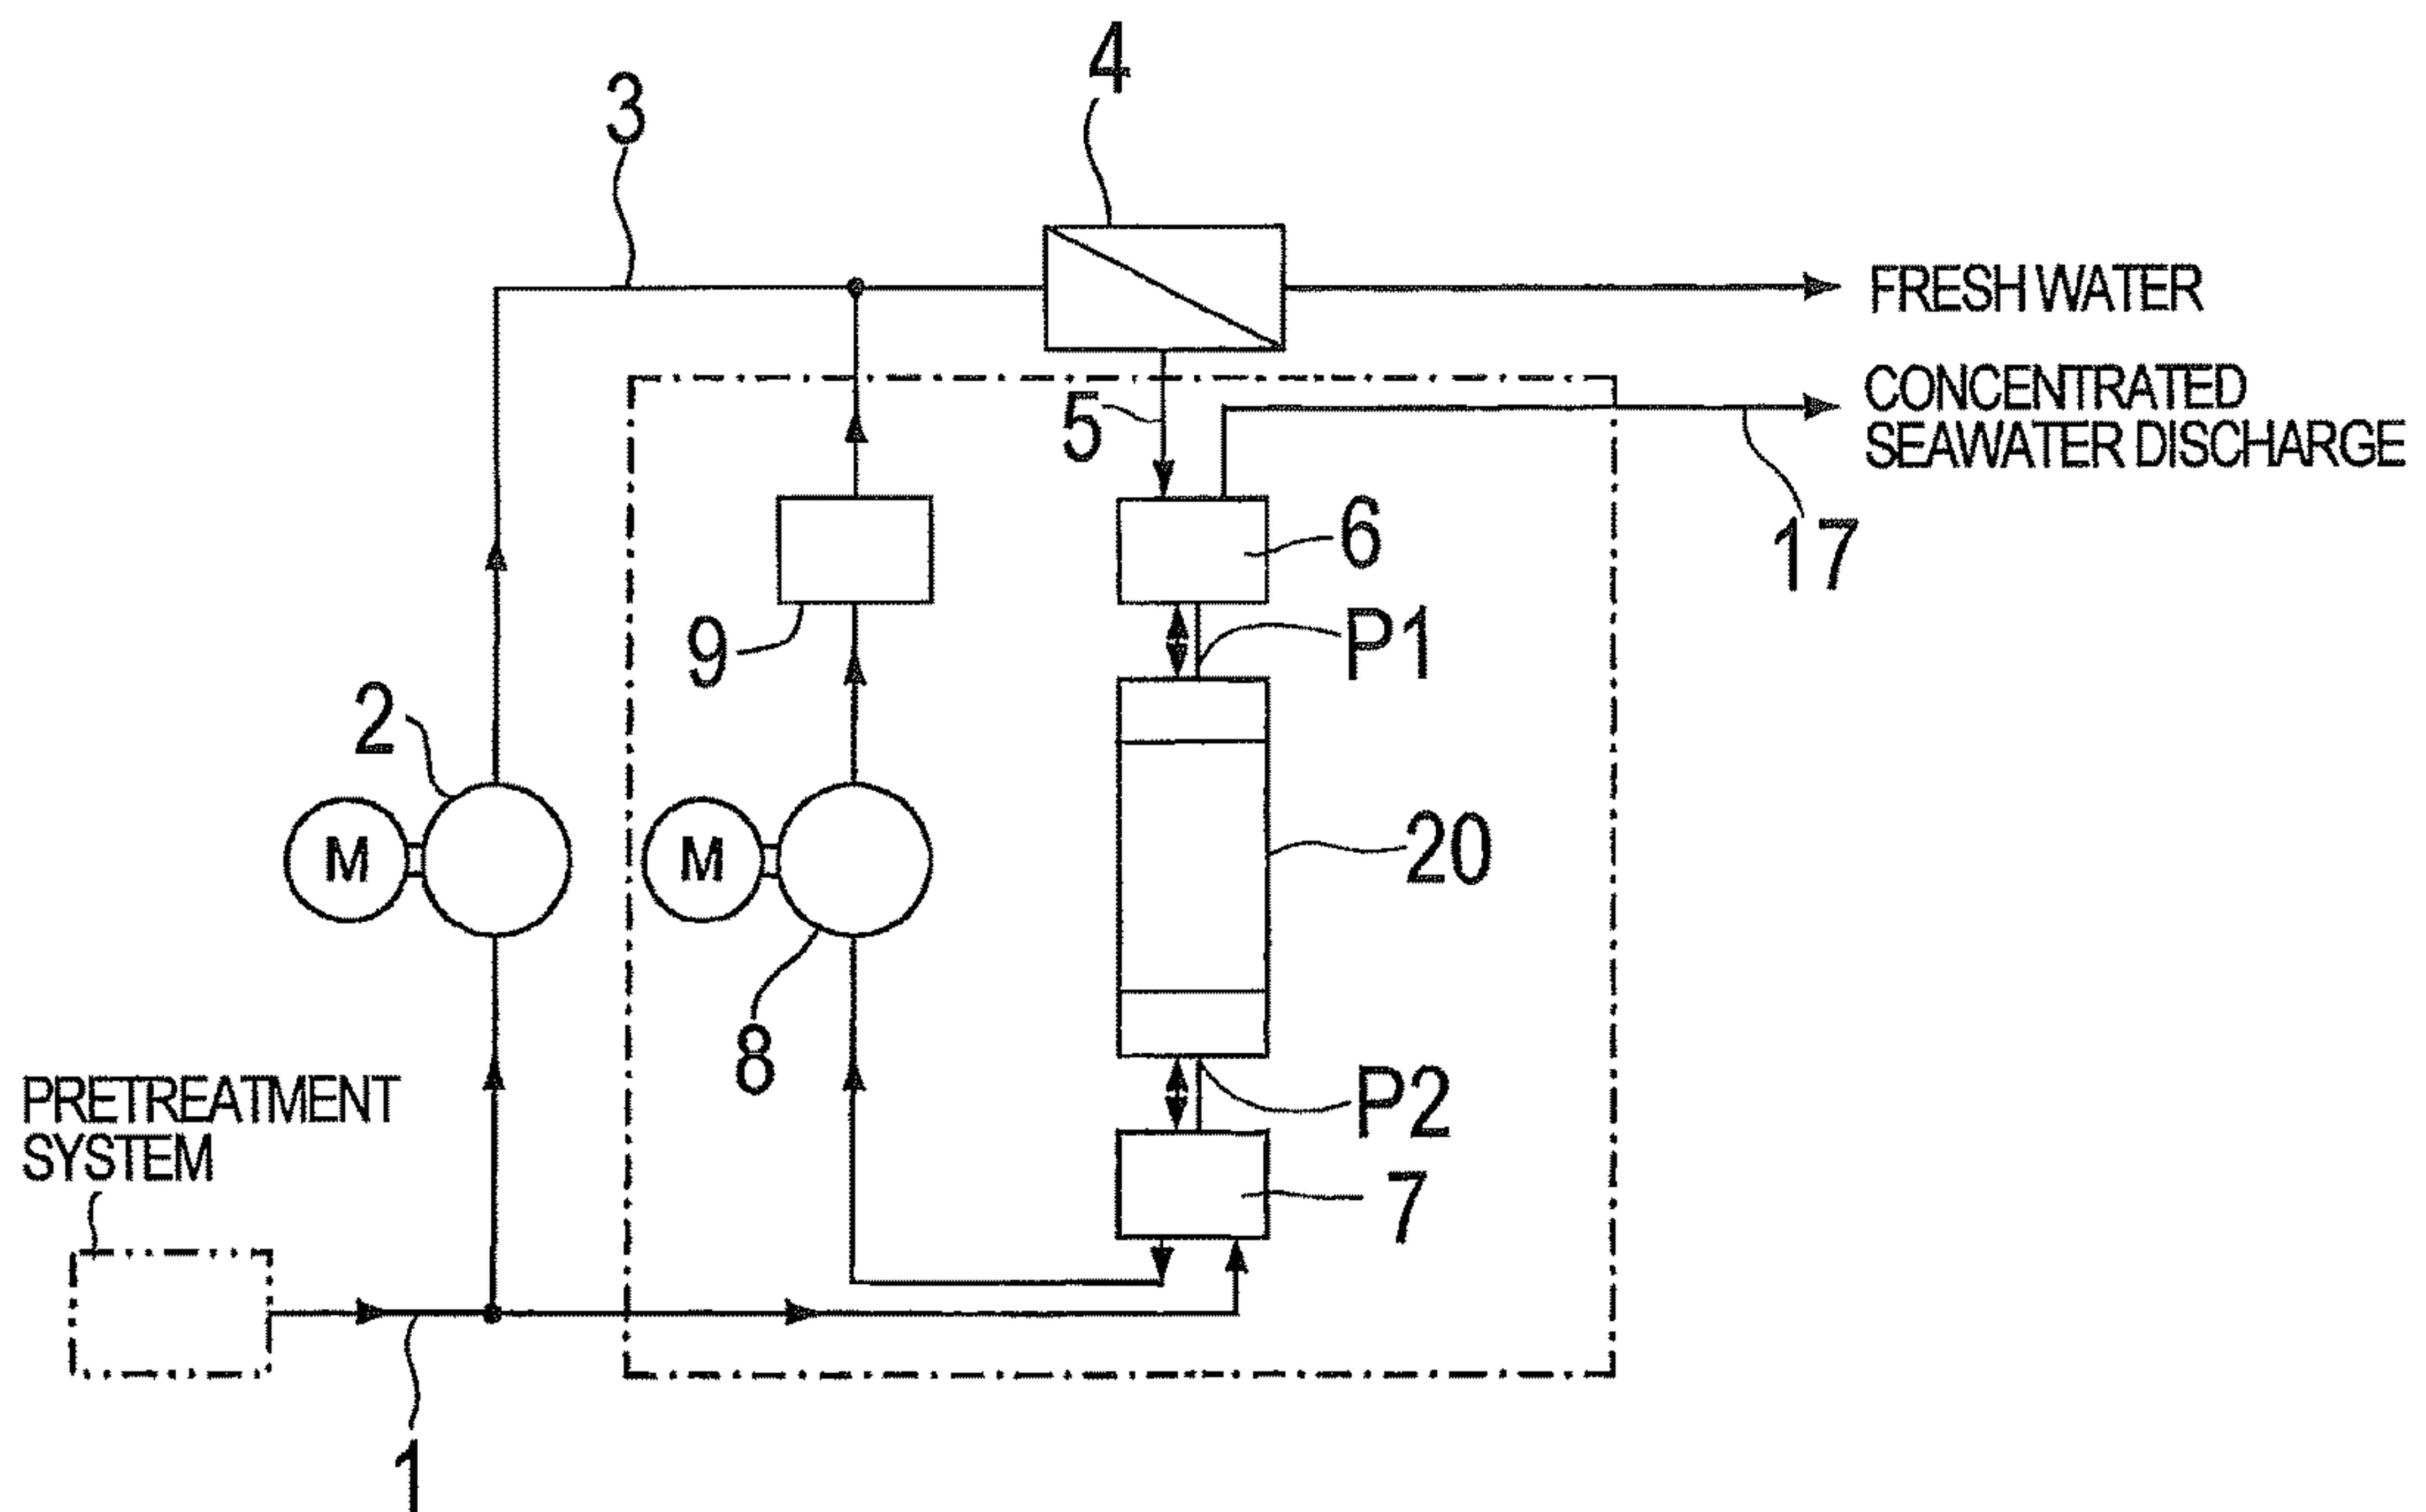 4
3
FRESH WATER
CONCENTRATED
SEAWATER DISCHARGE
5
6
17
P1
9
2
M
M
20
8
P2
PRETREATMENT
SYSTEM
7
1